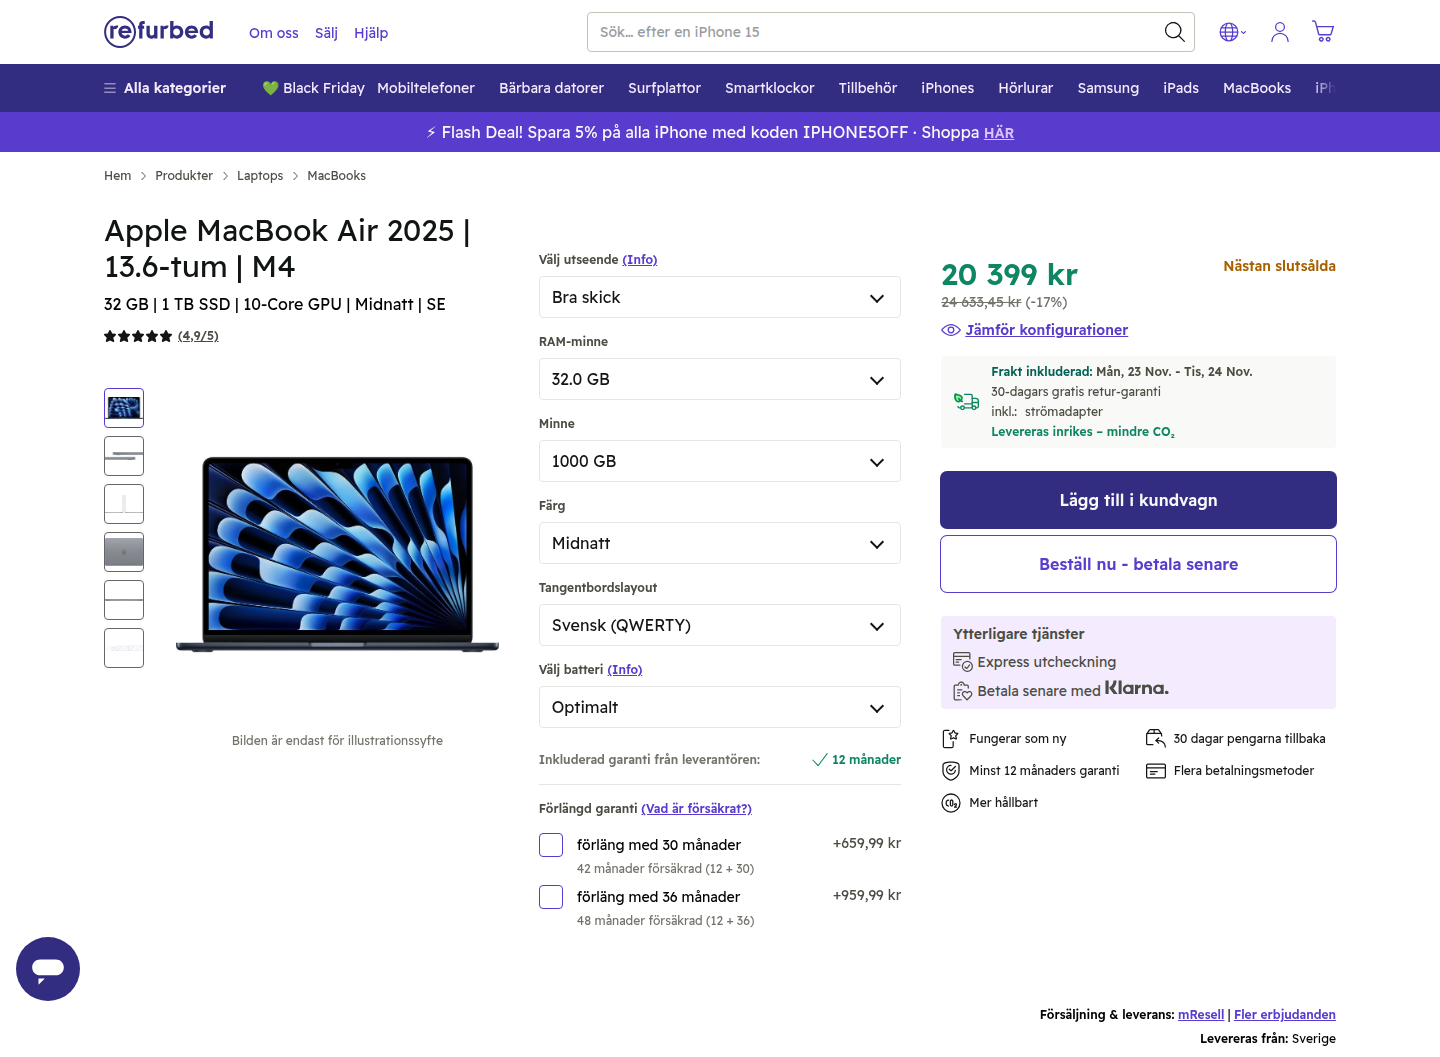 refurbed
Om oss
Sälj
Hjälp
Sök... efter en iPhone 15
Alla kategorier
💚 Black Friday
Mobiltelefoner
Bärbara datorer
Surfplattor
Smartklockor
Tillbehör
iPhones
Hörlurar
Samsung
iPads
MacBooks
iPh
⚡ Flash Deal! Spara 5% på alla iPhone med koden IPHONE5OFF · Shoppa HÄR
Hem > Produkter > Laptops > MacBooks
Apple MacBook Air 2025 |
13.6-tum | M4
32 GB | 1 TB SSD | 10-Core GPU | Midnatt | SE
★★★★★ (4,9/5)
Bilden är endast för illustrationssyfte
Välj utseende (Info)
Bra skick
RAM-minne
32.0 GB
Minne
1000 GB
Färg
Midnatt
Tangentbordslayout
Svensk (QWERTY)
Välj batteri (Info)
Optimalt
Inkluderad garanti från leverantören: 12 månader
Förlängd garanti (Vad är försäkrat?)
förläng med 30 månader +659,99 kr
42 månader försäkrad (12 + 30)
förläng med 36 månader +959,99 kr
48 månader försäkrad (12 + 36)
20 399 kr
Nästan slutsålda
24 633,45 kr (-17%)
Jämför konfigurationer
Frakt inkluderad: Mån, 23 Nov. - Tis, 24 Nov.
30-dagars gratis retur-garanti
inkl.: strömadapter
Levereras inrikes – mindre CO₂
Lägg till i kundvagn
Beställ nu - betala senare
Ytterligare tjänster
Express utcheckning
Betala senare med Klarna.
Fungerar som ny
30 dagar pengarna tillbaka
Minst 12 månaders garanti
Flera betalningsmetoder
Mer hållbart
Försäljning & leverans: mResell | Fler erbjudanden
Levereras från: Sverige